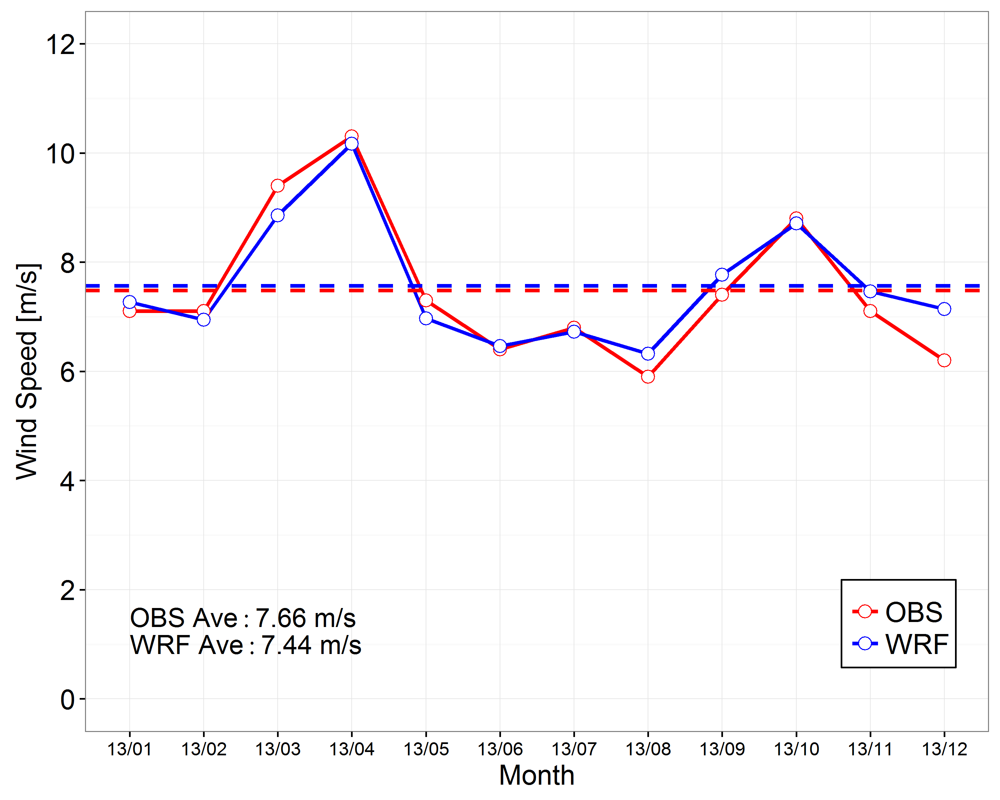 12
10
8
6
4
2
0
Wind Speed [m/s]
OBS Ave : 7.66 m/s
WRF Ave : 7.44 m/s
OBS
WRF
13/01 13/02 13/03 13/04 13/05 13/06 13/07 13/08 13/09 13/10 13/11 13/12
Month